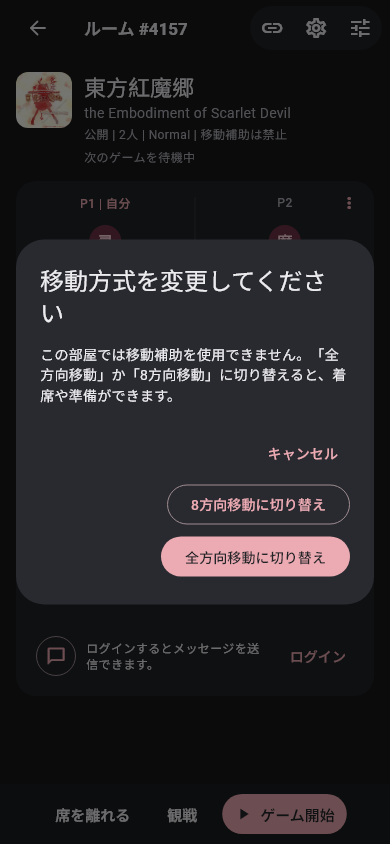 ルーム #4157
東方紅魔郷
the Embodiment of Scarlet Devil
公開 | 2人 | Normal | 移動補助は禁止
次のゲームを待機中
P1 | 自分
P2
移動方式を変更してくださ
い
この部屋では移動補助を使用できません。「全
方向移動」か「8方向移動」に切り替えると、着
席や準備ができます。
キャンセル
8方向移動に切り替え
全方向移動に切り替え
ログインするとメッセージを送
信できます。
ログイン
席を離れる
観戦
ゲーム開始